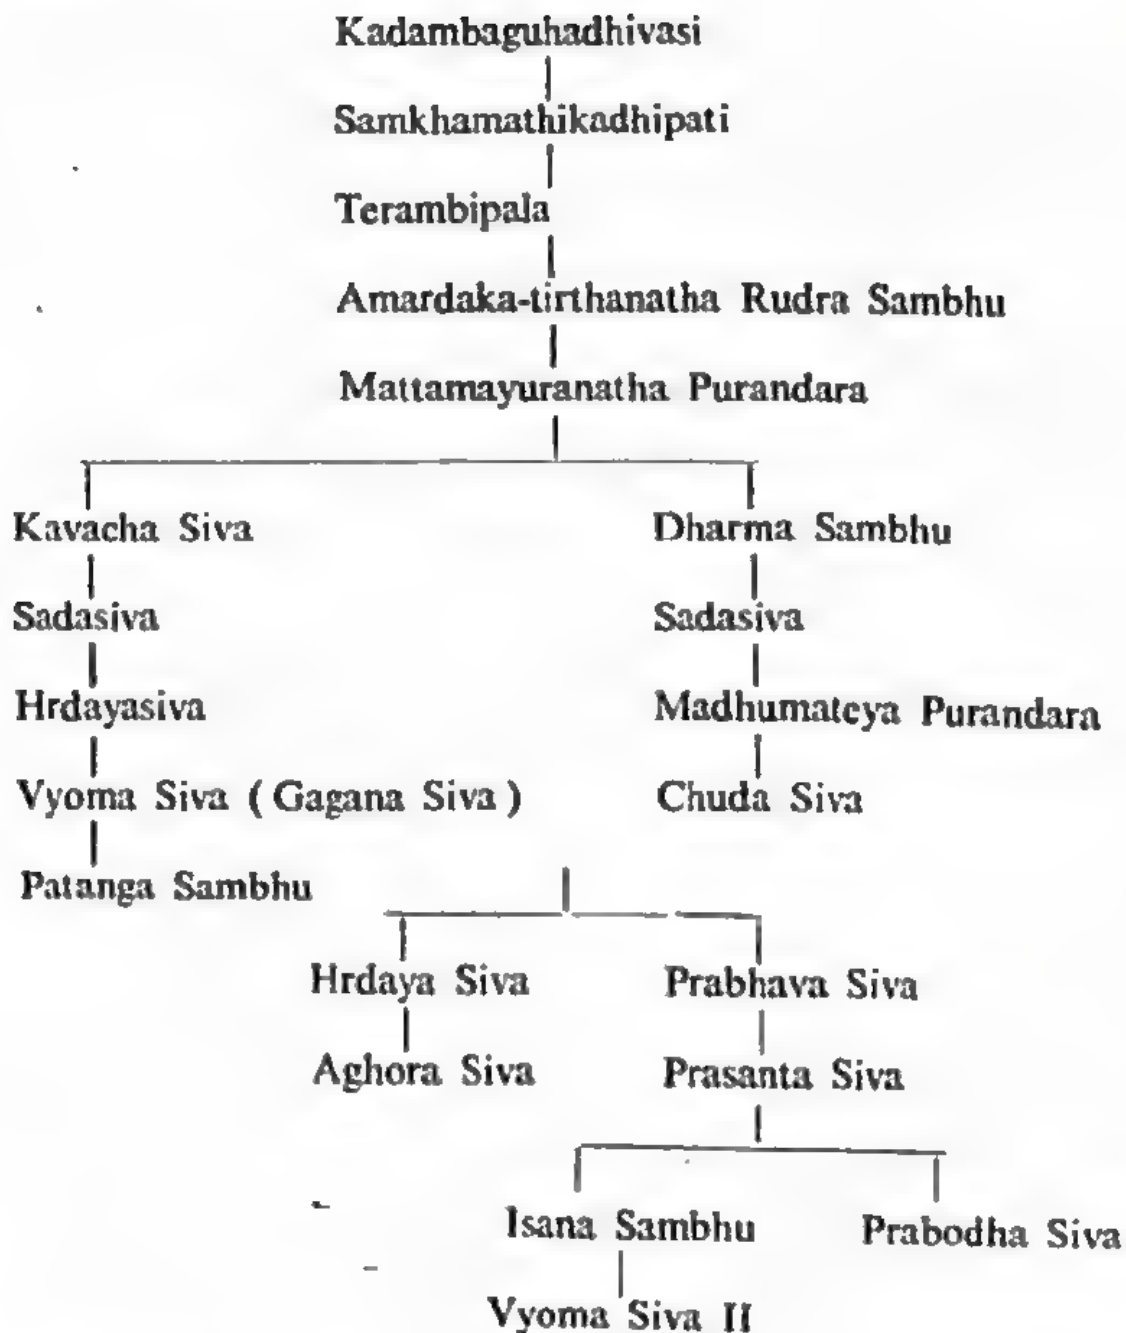 Kadambaguhadhivasi
Samkhamathikadhipati
Terambipala
Amardaka-tirthanatha Rudra Sambhu
Mattamayuranatha Purandara
Kavacha Siva Dharma Sambhu
Sadasiva Sadasiva
Hrdayasiva Madhumateya Purandara
Vyoma Siva ( Gagana Siva ) Chuda Siva
Patanga Sambhu
Hrdaya Siva Prabhava Siva
Aghora Siva Prasanta Siva
Isana Sambhu Prabodha Siva
Vyoma Siva II